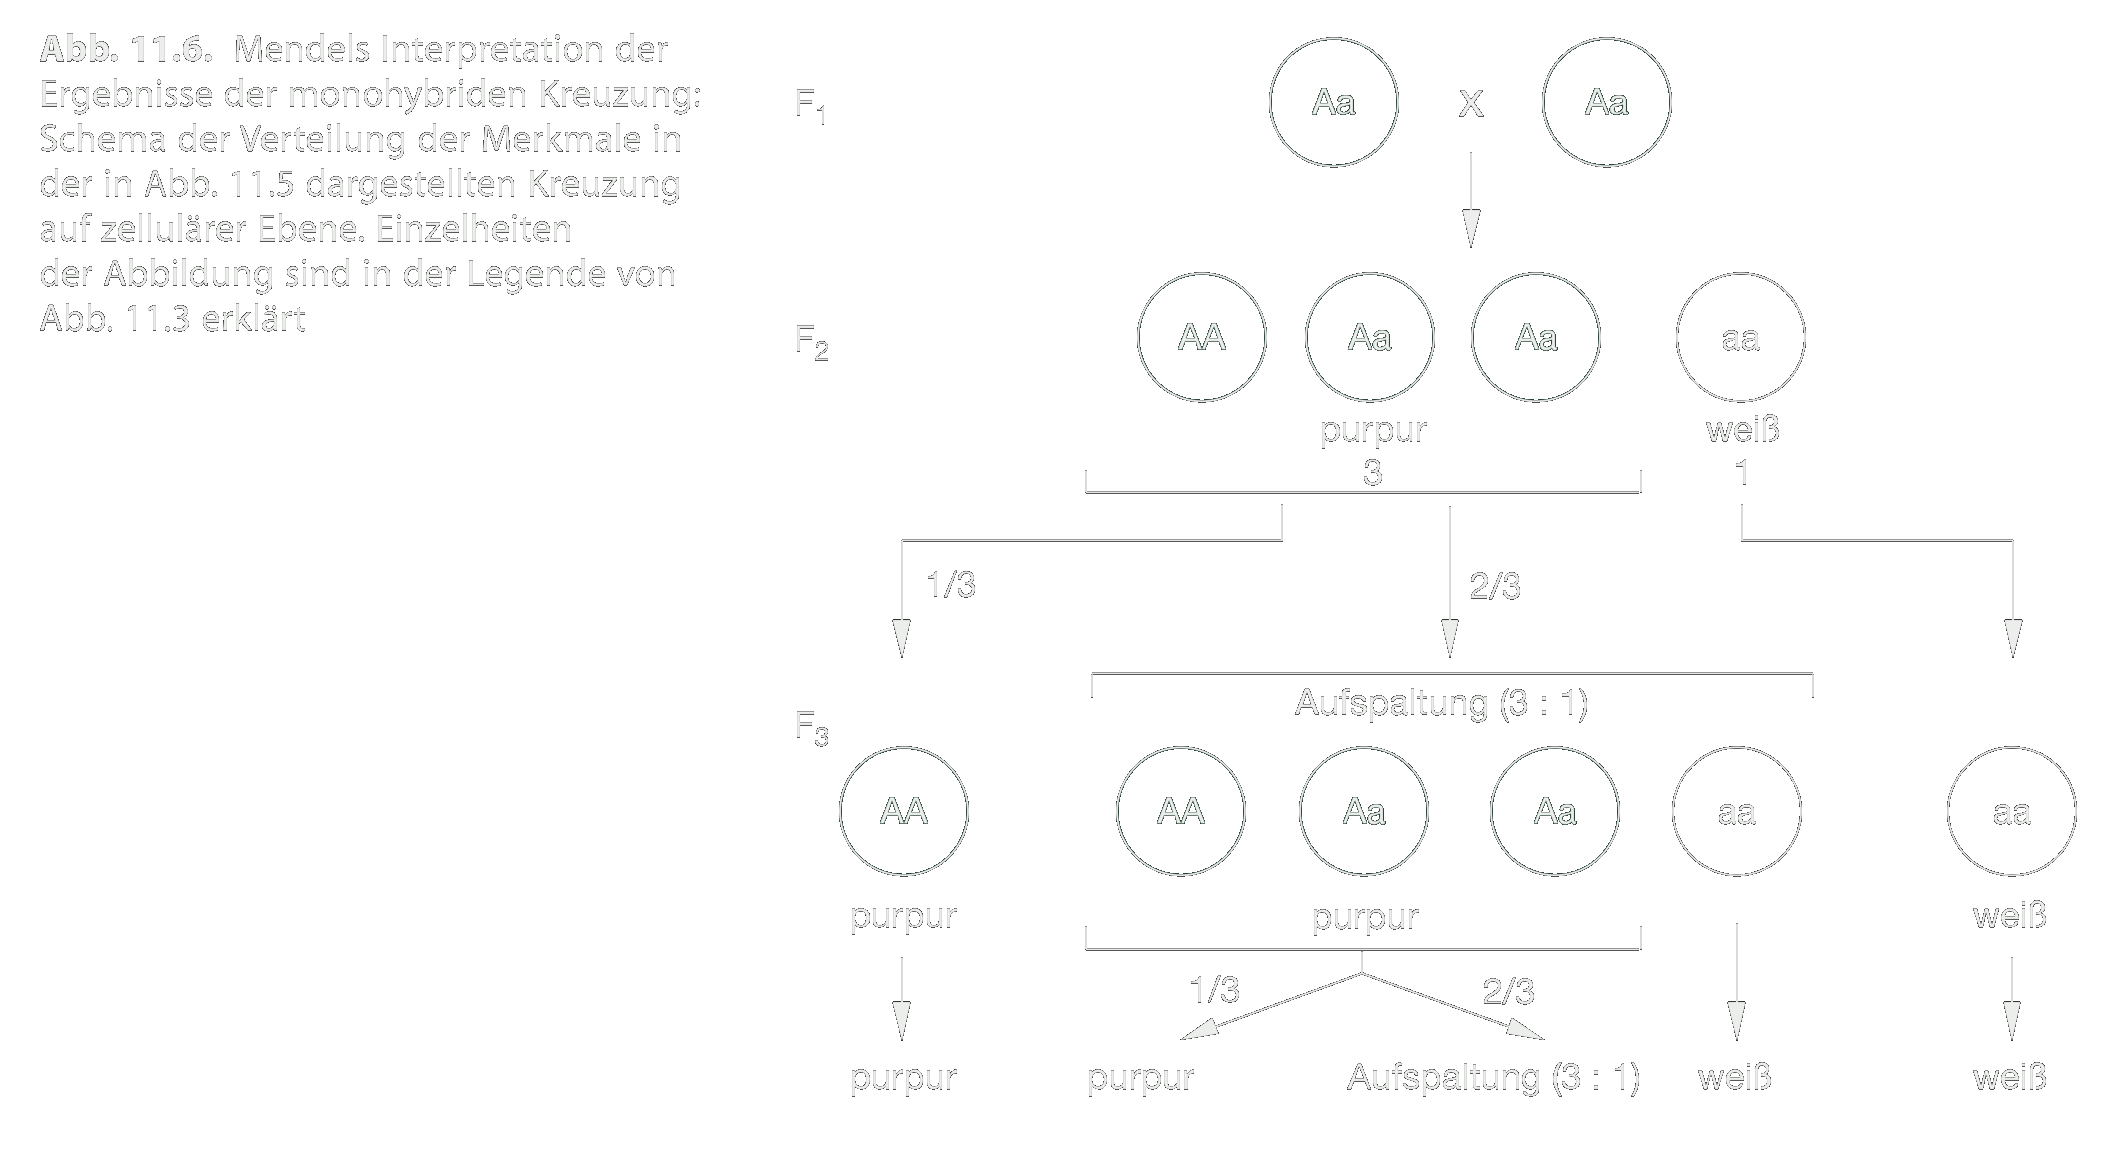 Abb. 11.6. Mendels Interpretation der
Ergebnisse der monohybriden Kreuzung:
Schema der Verteilung der Merkmale in
der in Abb. 11.5 dargestellten Kreuzung
auf zellulärer Ebene. Einzelheiten
der Abbildung sind in der Legende von
Abb. 11.3 erklärt
F1 Aa X Aa
F2 AA Aa Aa aa
purpur weiß
3 1
1/3 2/3
Aufspaltung (3 : 1)
F3
AA AA Aa Aa aa aa
purpur purpur weiß
1/3 2/3
purpur purpur Aufspaltung (3 : 1) weiß weiß